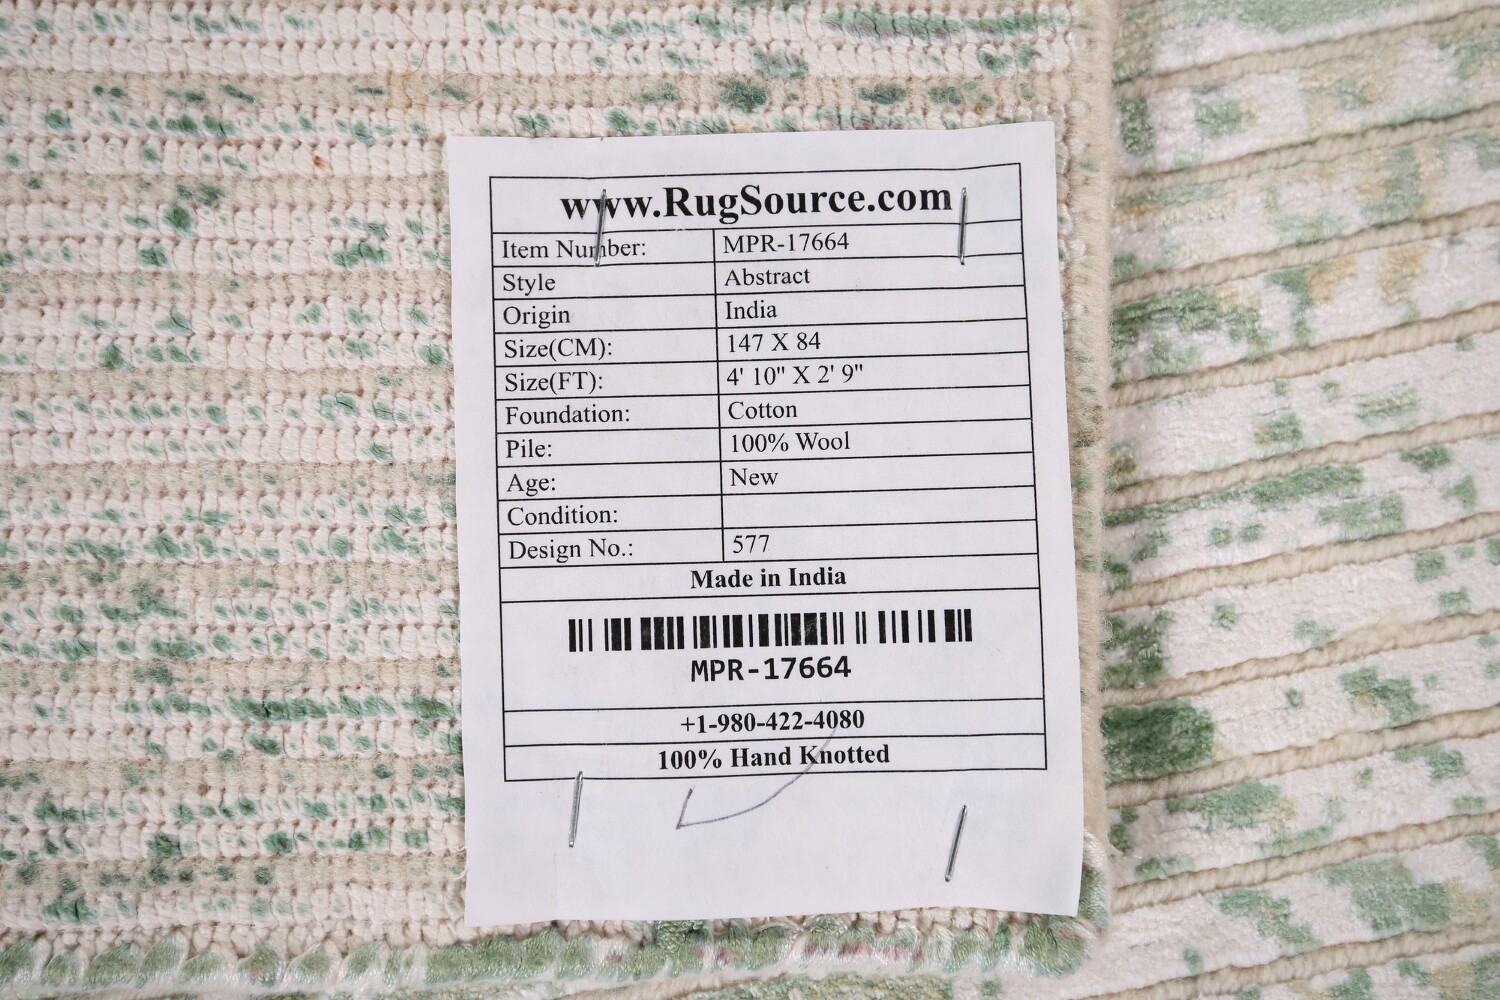 www.RugSource.com
Item Number: MPR-17664
Style Abstract
Origin India
Size(CM): 147 X 84
Size(FT): 4' 10" X 2' 9"
Foundation: Cotton
Pile: 100% Wool
Age: New
Condition:
Design No.: 577
Made in India
MPR-17664
+1-980-422-4080
100% Hand Knotted